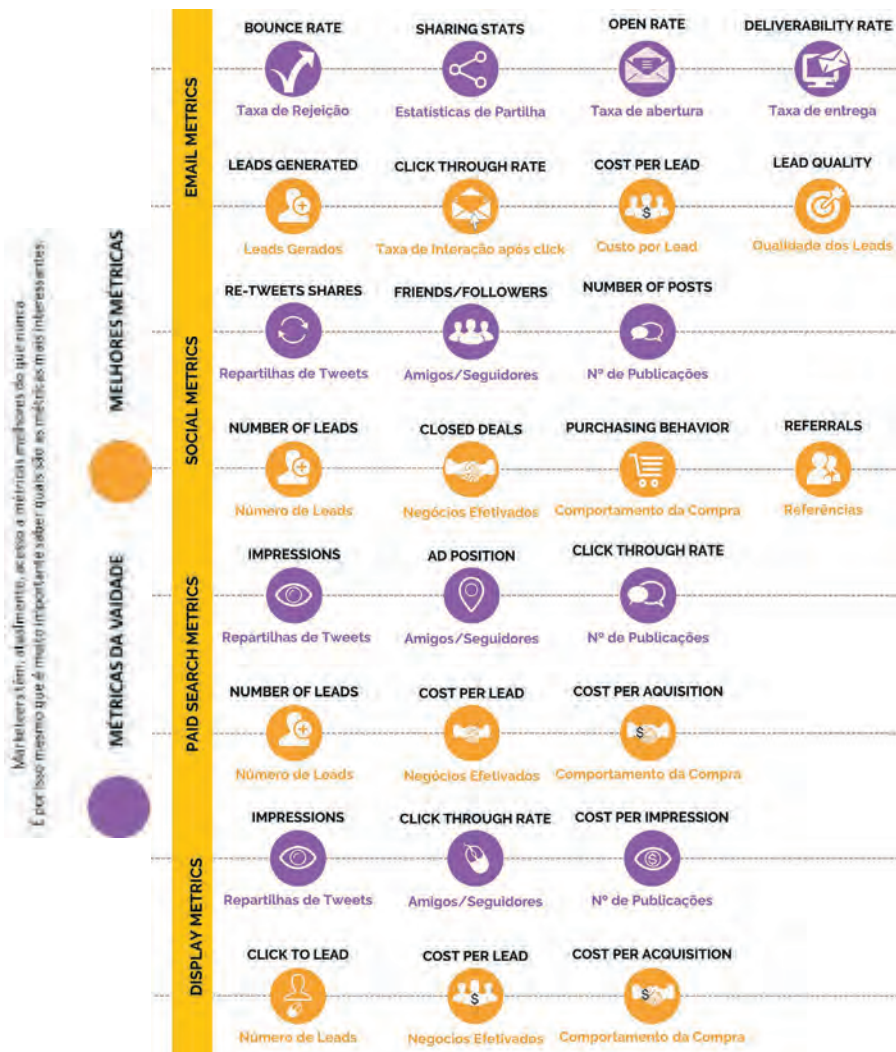 Marketeers têm, atualmente, acesso a métricas melhores do que nunca.
E por isso mesmo que é muito importante saber quais são as métricas mais interessantes.
MELHORES MÉTRICAS
MÉTRICAS DA VAIDADE
EMAIL METRICS
BOUNCE RATE SHARING STATS OPEN RATE DELIVERABILITY RATE
Taxa de Rejeição Estatísticas de Partilha Taxa de abertura Taxa de entrega
LEADS GENERATED CLICK THROUGH RATE COST PER LEAD LEAD QUALITY
Leads Gerados Taxa de Interação após click Custo por Lead Qualidade dos Leads
SOCIAL METRICS
RE-TWEETS SHARES FRIENDS/FOLLOWERS NUMBER OF POSTS
Repartilhas de Tweets Amigos/Seguidores Nº de Publicações
NUMBER OF LEADS CLOSED DEALS PURCHASING BEHAVIOR REFERRALS
Número de Leads Negócios Efetivados Comportamento da Compra Referências
PAID SEARCH METRICS
IMPRESSIONS AD POSITION CLICK THROUGH RATE
Repartilhas de Tweets Amigos/Seguidores Nº de Publicações
NUMBER OF LEADS COST PER LEAD COST PER AQUISITION
Número de Leads Negócios Efetivados Comportamento da Compra
DISPLAY METRICS
IMPRESSIONS CLICK THROUGH RATE COST PER IMPRESSION
Repartilhas de Tweets Amigos/Seguidores Nº de Publicações
CLICK TO LEAD COST PER LEAD COST PER ACQUISITION
Número de Leads Negocios Efetivados Comportamento da Compra